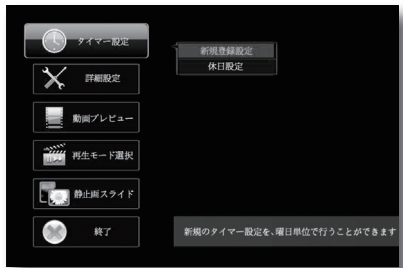 タイマー設定
新規登録設定
休日設定
詳細設定
動画プレビュー
再生モード選択
静止画スライド
終了
新規のタイマー設定を、曜日単位で行うことができます